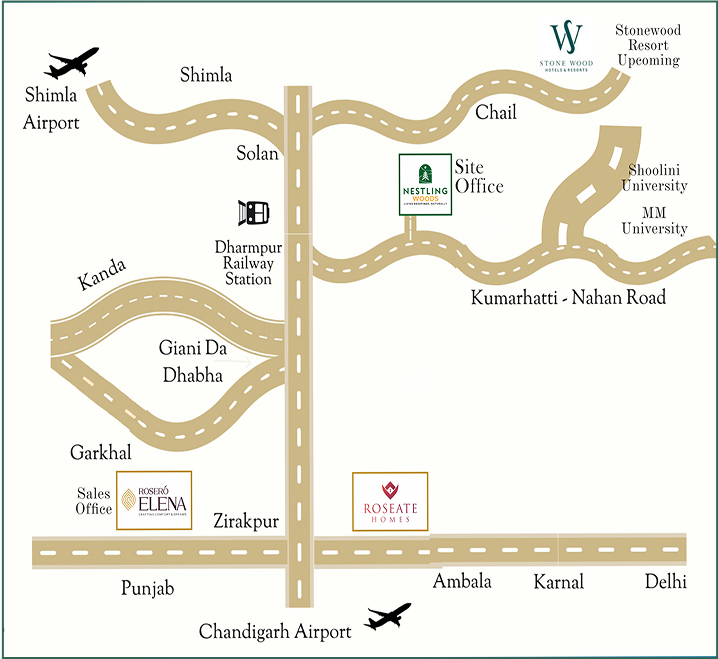 STONE WOOD
HOTELS & RESORTS
Stonewood
Resort
Upcoming
Shimla
Airport
Shimla
Chail
Solan
NESTLING
WOODS
LIVING REDEFINED, NATURALLY
Site
Office
Shoolini
University
MM
University
Dharmpur
Railway
Station
Kanda
Kumarhatti - Nahan Road
Giani Da
Dhabha
Garkhal
Sales
Office
ROSERÓ
ELENA
CRAFTING COMFORT & DREAMS
ROSEATE
HOMES
Zirakpur
Punjab
Ambala
Karnal
Delhi
Chandigarh Airport